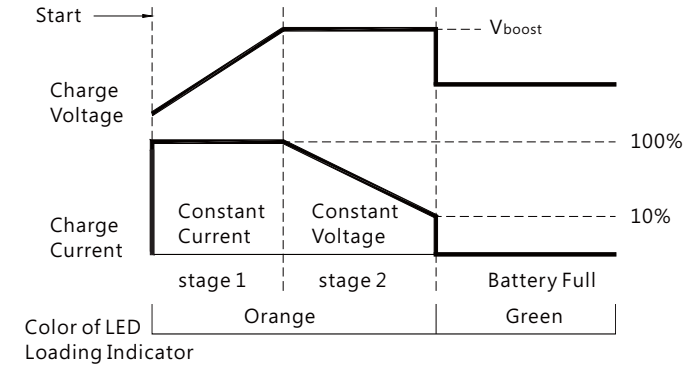 Start
Vboost
Charge
Voltage
100%
Constant
Current
Constant
Voltage
10%
Charge
Current
stage 1
stage 2
Battery Full
Orange
Green
Color of LED
Loading Indicator